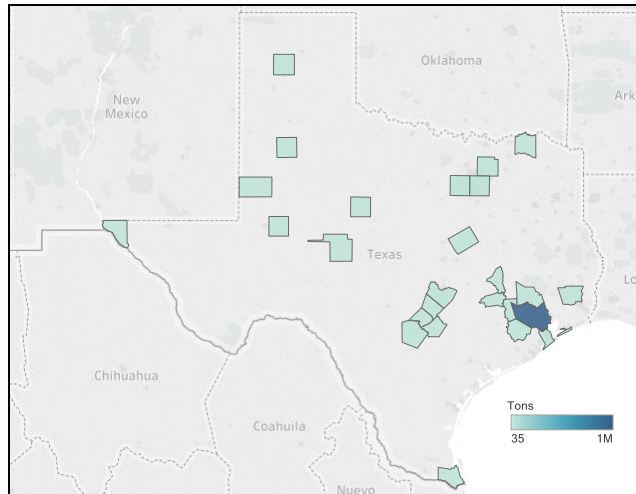 Oklahoma
New
Mexico
Ark
Texas
Lo
Chihuahua
Coahuila
Nuevo
Tons
35
1M